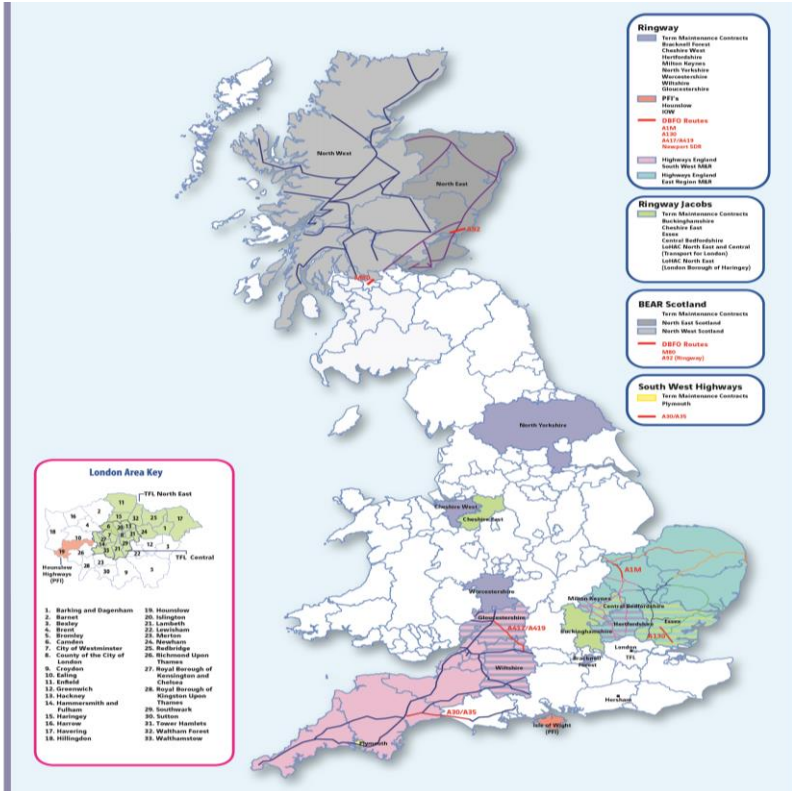 Ringway
Term Maintenance Contracts
Bracknell Forest
Cheshire West
Hertfordshire
Milton Keynes
North Yorkshire
Worcestershire
Wiltshire
Gloucestershire
PFI's
Hounslow
IOW
DBFO Routes
A1M
A130
A417/A419
Newport SDR
Highways England
South West M&R
Highways England
East Region M&R
Ringway Jacobs
Term Maintenance Contracts
Buckinghamshire
Cheshire East
Essex
Central Bedfordshire
LoHAC North East and Central
(Transport for London)
LoHAC North East
(London Borough of Haringey)
BEAR Scotland
Term Maintenance Contracts
North East Scotland
North West Scotland
DBFO Routes
M80
A92 (Ringway)
South West Highways
Term Maintenance Contracts
Plymouth
A30/A35
North West
North East
A92
M80
North Yorkshire
Cheshire West
Cheshire East
A1M
Worcestershire
Milton Keynes
Central Bedfordshire
Gloucestershire
Hertfordshire
Essex
A417/A419
Buckinghamshire
A130
London
TFL
Bracknell
Forest
Wiltshire
Horsham
A30/A35
Isle of Wight
(PFI)
Plymouth
London Area Key
TFL North East
TFL Central
Hounslow
Highways
(PFI)
1. Barking and Dagenham
2. Barnet
3. Bexley
4. Brent
5. Bromley
6. Camden
7. City of Westminster
8. County of the City of
London
9. Croydon
10. Ealing
11. Enfield
12. Greenwich
13. Hackney
14. Hammersmith and
Fulham
15. Haringey
16. Harrow
17. Havering
18. Hillingdon
19. Hounslow
20. Islington
21. Lambeth
22. Lewisham
23. Merton
24. Newham
25. Redbridge
26. Richmond Upon
Thames
27. Royal Borough of
Kensington and
Chelsea
28. Royal Borough of
Kingston Upon
Thames
29. Southwark
30. Sutton
31. Tower Hamlets
32. Waltham Forest
33. Walthamstow